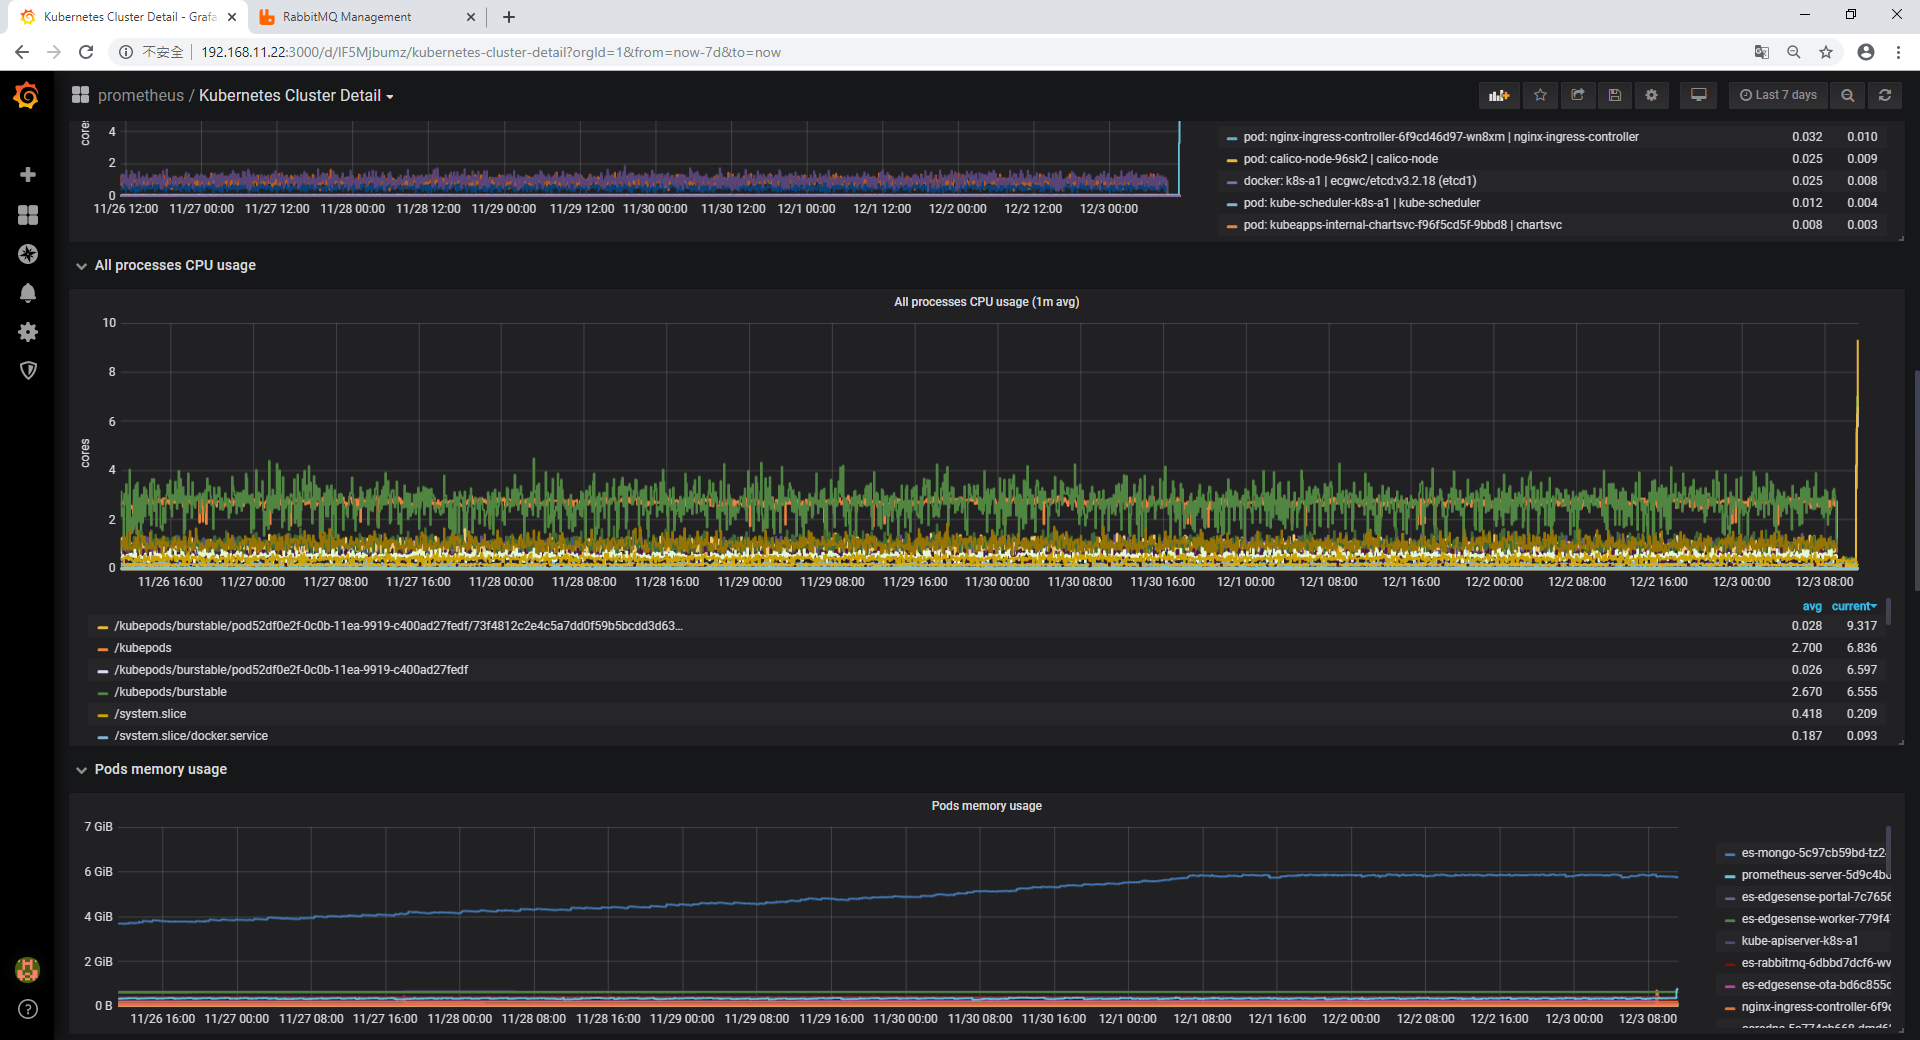 Kubernetes Cluster Detail - Grafa
RabbitMQ Management
不安全
192.168.11.22:3000/d/IF5Mjbumz/kubernetes-cluster-detail?orgId=1&from=now-7d&to=now
prometheus / Kubernetes Cluster Detail
Last 7 days
cores
4
2
0
11/26 12:00 11/27 00:00 11/27 12:00 11/28 00:00 11/28 12:00 11/29 00:00 11/29 12:00 11/30 00:00 11/30 12:00 12/1 00:00 12/1 12:00 12/2 00:00 12/2 12:00 12/3 00:00
pod: nginx-ingress-controller-6f9cd46d97-wn8xm | nginx-ingress-controller 0.032 0.010
pod: calico-node-96sk2 | calico-node 0.025 0.009
docker: k8s-a1 | ecgwc/etcd:v3.2.18 (etcd1) 0.025 0.008
pod: kube-scheduler-k8s-a1 | kube-scheduler 0.012 0.004
pod: kubeapps-internal-chartsvc-f96f5cd5f-9bbd8 | chartsvc 0.008 0.003
All processes CPU usage
All processes CPU usage (1m avg)
cores
10
8
6
4
2
0
11/26 16:00 11/27 00:00 11/27 08:00 11/27 16:00 11/28 00:00 11/28 08:00 11/28 16:00 11/29 00:00 11/29 08:00 11/29 16:00 11/30 00:00 11/30 08:00 11/30 16:00 12/1 00:00 12/1 08:00 12/1 16:00 12/2 00:00 12/2 08:00 12/2 16:00 12/3 00:00 12/3 08:00
avg current
/kubepods/burstable/pod52df0e2f-0c0b-11ea-9919-c400ad27fedf/73f4812c2e4c5a7dd0f59b5bcdd3d63... 0.028 9.317
/kubepods 2.700 6.836
/kubepods/burstable/pod52df0e2f-0c0b-11ea-9919-c400ad27fedf 0.026 6.597
/kubepods/burstable 2.670 6.555
/system.slice 0.418 0.209
/system.slice/docker.service 0.187 0.093
Pods memory usage
Pods memory usage
7 GiB
6 GiB
4 GiB
2 GiB
0 B
11/26 16:00 11/27 00:00 11/27 08:00 11/27 16:00 11/28 00:00 11/28 08:00 11/28 16:00 11/29 00:00 11/29 08:00 11/29 16:00 11/30 00:00 11/30 08:00 11/30 16:00 12/1 00:00 12/1 08:00 12/1 16:00 12/2 00:00 12/2 08:00 12/2 16:00 12/3 00:00 12/3 08:00
es-mongo-5c97cb59bd-tz2
prometheus-server-5d9c4b
es-edgesense-portal-7c7656
es-edgesense-worker-779f4
kube-apiserver-k8s-a1
es-rabbitmq-6dbbd7dcf6-wv
es-edgesense-ota-bd6c855c
nginx-ingress-controller-6f9c